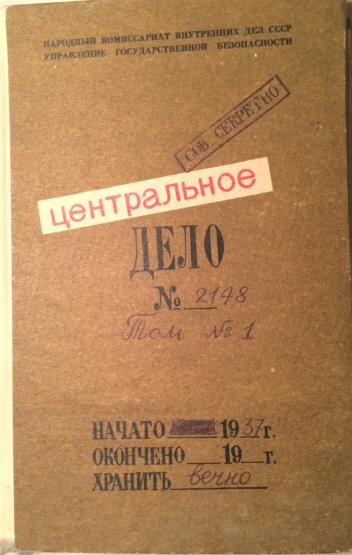 НАРОДНЫЙ КОМИССАРИАТ ВНУТРЕННИХ ДЕЛ СССР
УПРАВЛЕНИЕ ГОСУДАРСТВЕННОЙ БЕЗОПАСНОСТИ
СОВ. СЕКРЕТНО
центральное
ДЕЛО
№ 2148
Том № 1
НАЧАТО 1937 г.
ОКОНЧЕНО 19 г.
ХРАНИТЬ вечно